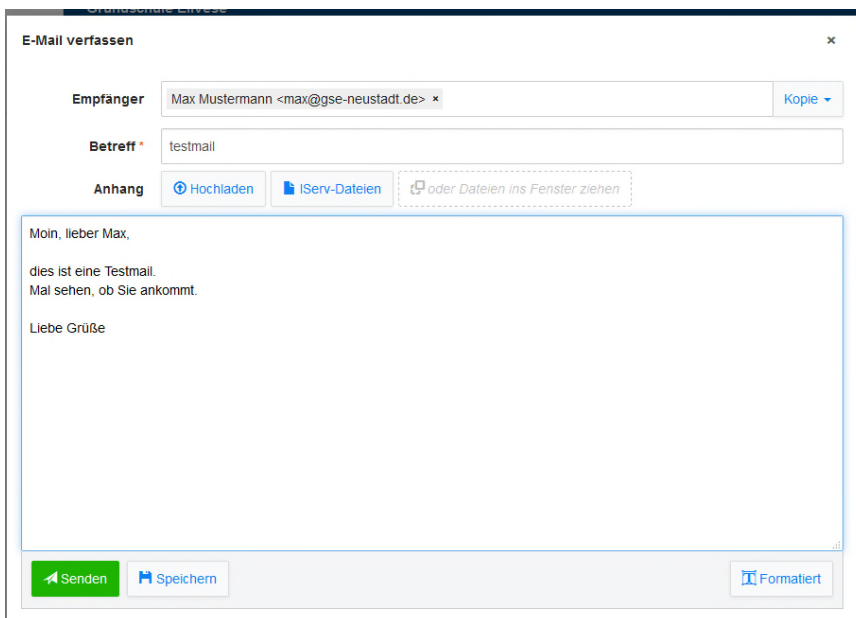 Grundschule Eilvese
E-Mail verfassen ×
Empfänger Max Mustermann <max@gse-neustadt.de> × Kopie
Betreff * testmail
Anhang Hochladen IServ-Dateien oder Dateien ins Fenster ziehen
Moin, lieber Max,
dies ist eine Testmail.
Mal sehen, ob Sie ankommt.
Liebe Grüße
Senden Speichern Formatiert